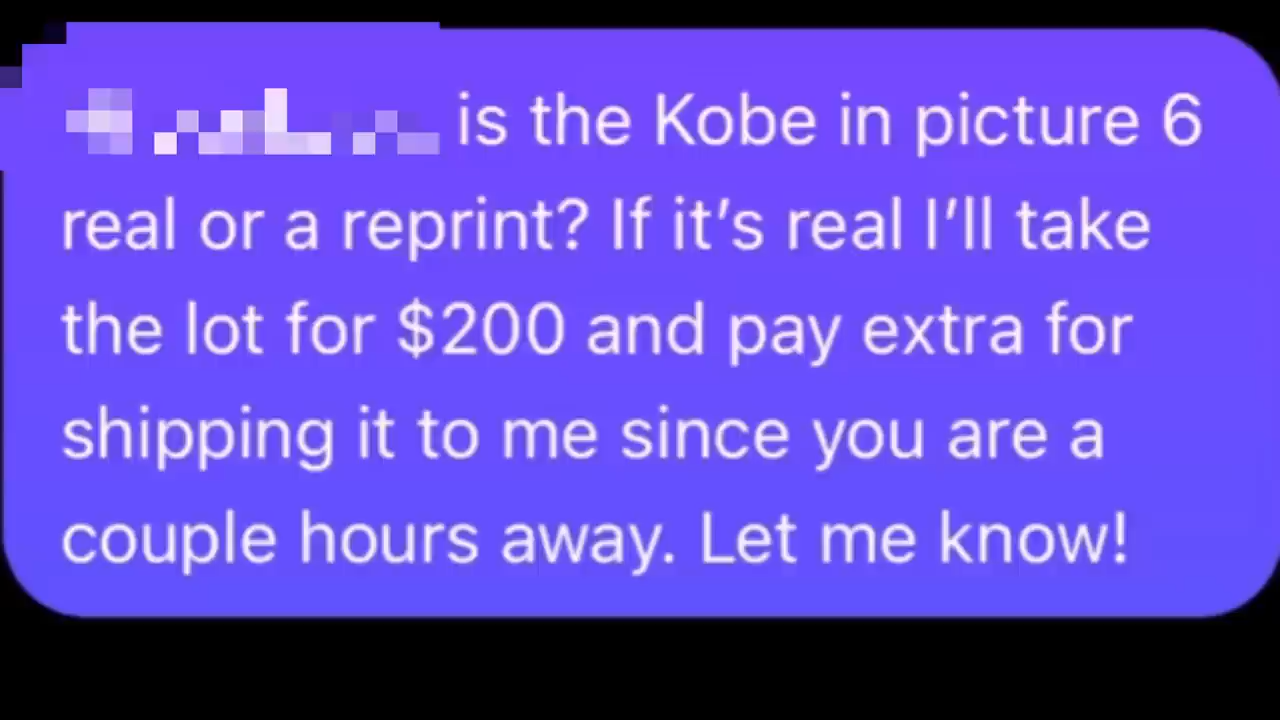 is the Kobe in picture 6
real or a reprint? If it’s real I’ll take
the lot for $200 and pay extra for
shipping it to me since you are a
couple hours away. Let me know!